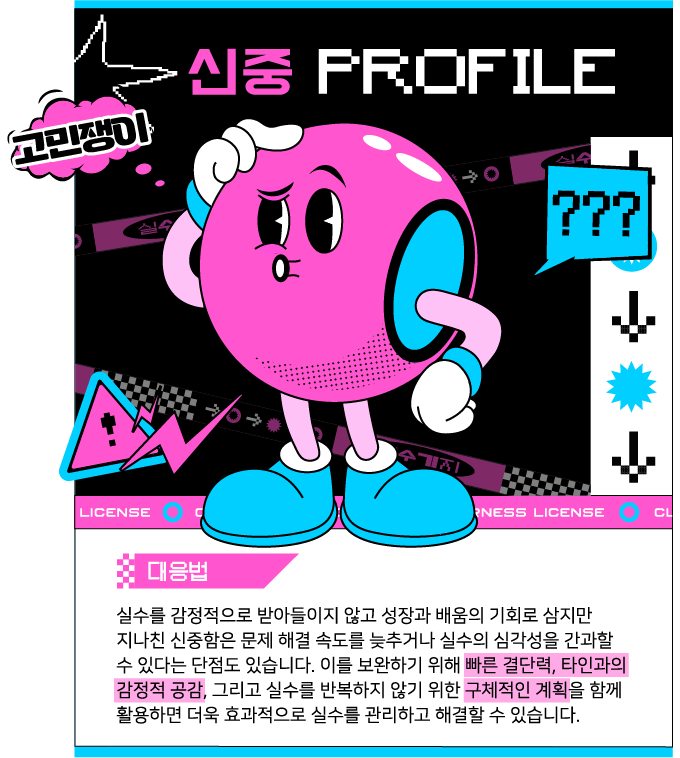 신중 PROFILE
고민쟁이
???
실수
실수
!
LICENSE
PNESS LICENSE
CL
대응법
실수를 감정적으로 받아들이지 않고 성장과 배움의 기회로 삼지만
지나친 신중함은 문제 해결 속도를 늦추거나 실수의 심각성을 간과할
수 있다는 단점도 있습니다. 이를 보완하기 위해 빠른 결단력, 타인과의
감정적 공감, 그리고 실수를 반복하지 않기 위한 구체적인 계획을 함께
활용하면 더욱 효과적으로 실수를 관리하고 해결할 수 있습니다.